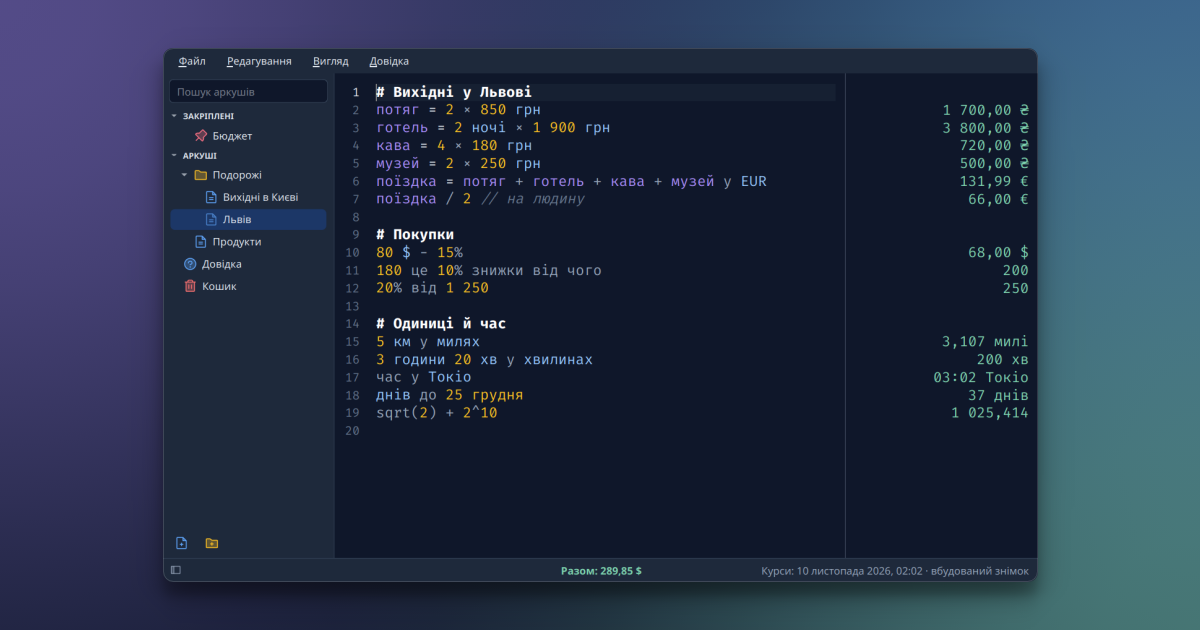 Файл Редагування Вигляд Довідка
Пошук аркушів
ЗАКРІПЛЕНІ
Бюджет
АРКУШІ
Подорожі
Вихідні в Києві
Львів
Продукти
Довідка
Кошик
1 # Вихідні у Львові
2 потяг = 2 × 850 грн 1 700,00 ₴
3 готель = 2 ночі × 1 900 грн 3 800,00 ₴
4 кава = 4 × 180 грн 720,00 ₴
5 музей = 2 × 250 грн 500,00 ₴
6 поїздка = потяг + готель + кава + музей у EUR 131,99 €
7 поїздка / 2 // на людину 66,00 €
8
9 # Покупки
10 80 $ - 15% 68,00 $
11 180 це 10% знижки від чого 200
12 20% від 1 250 250
13
14 # Одиниці й час
15 5 км у милях 3,107 милі
16 3 години 20 хв у хвилинах 200 хв
17 час у Токіо 03:02 Токіо
18 днів до 25 грудня 37 днів
19 sqrt(2) + 2^10 1 025,414
20
Разом: 289,85 $ Курси: 10 листопада 2026, 02:02 · вбудований знімок